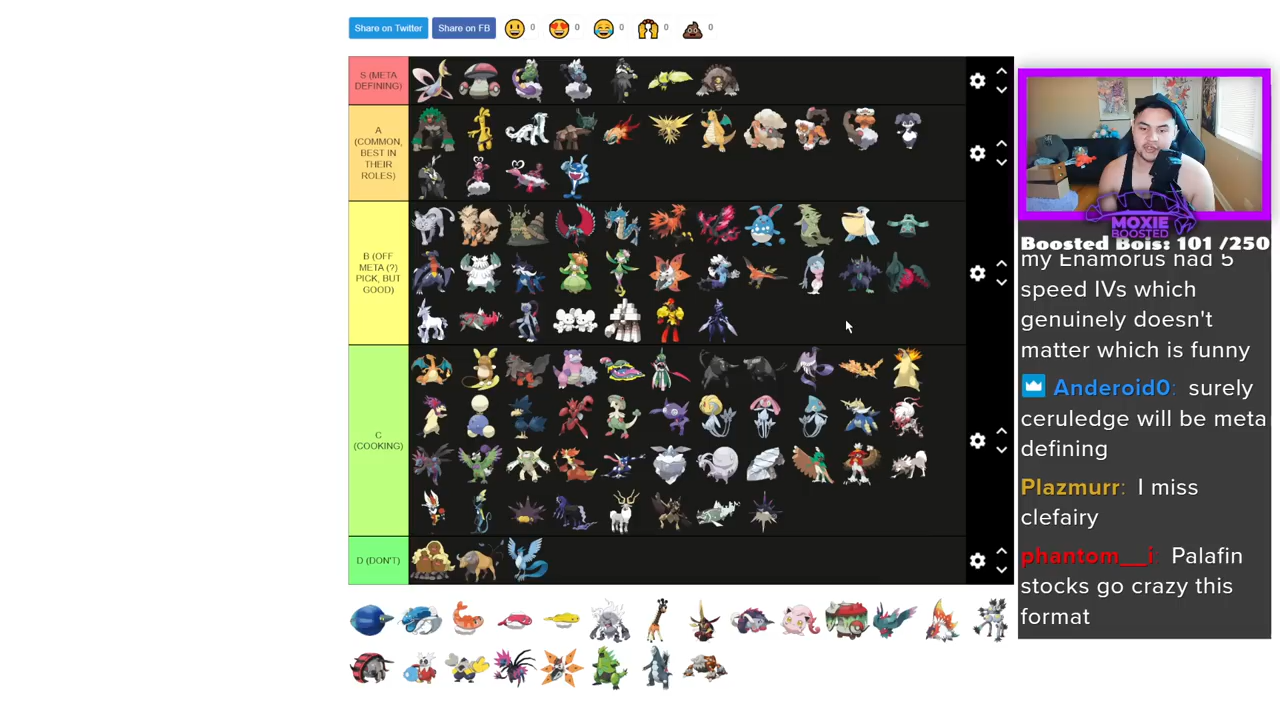 Share on Twitter
Share on FB
0
0
0
0
0
S (META
DEFINING)
A
(COMMON,
BEST IN
THEIR
ROLES)
B (OFF
META (?)
PICK, BUT
GOOD)
C
(COOKING)
D (DON'T)
MOXIE
BOOSTED
Boosted Bois: 101 /250
my Enamorus had 5
speed IVs which
genuinely doesn't
matter which is funny
Anderoid0: surely
ceruledge will be meta
defining
Plazmurr: I miss
clefairy
phantom__i: Palafin
stocks go crazy this
format